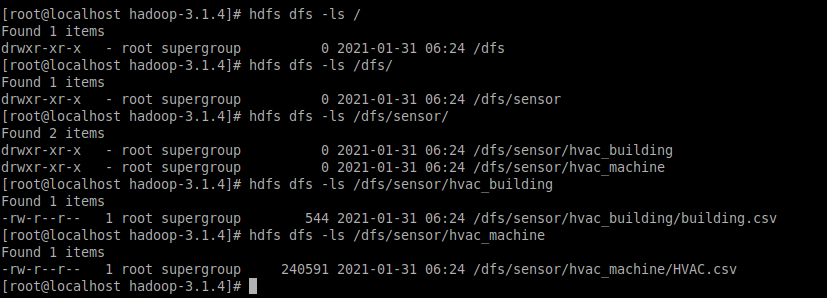 [root@localhost hadoop-3.1.4]# hdfs dfs -ls /
Found 1 items
drwxr-xr-x   - root supergroup          0 2021-01-31 06:24 /dfs
[root@localhost hadoop-3.1.4]# hdfs dfs -ls /dfs/
Found 1 items
drwxr-xr-x   - root supergroup          0 2021-01-31 06:24 /dfs/sensor
[root@localhost hadoop-3.1.4]# hdfs dfs -ls /dfs/sensor/
Found 2 items
drwxr-xr-x   - root supergroup          0 2021-01-31 06:24 /dfs/sensor/hvac_building
drwxr-xr-x   - root supergroup          0 2021-01-31 06:24 /dfs/sensor/hvac_machine
[root@localhost hadoop-3.1.4]# hdfs dfs -ls /dfs/sensor/hvac_building
Found 1 items
-rw-r--r--   1 root supergroup        544 2021-01-31 06:24 /dfs/sensor/hvac_building/building.csv
[root@localhost hadoop-3.1.4]# hdfs dfs -ls /dfs/sensor/hvac_machine
Found 1 items
-rw-r--r--   1 root supergroup     240591 2021-01-31 06:24 /dfs/sensor/hvac_machine/HVAC.csv
[root@localhost hadoop-3.1.4]#